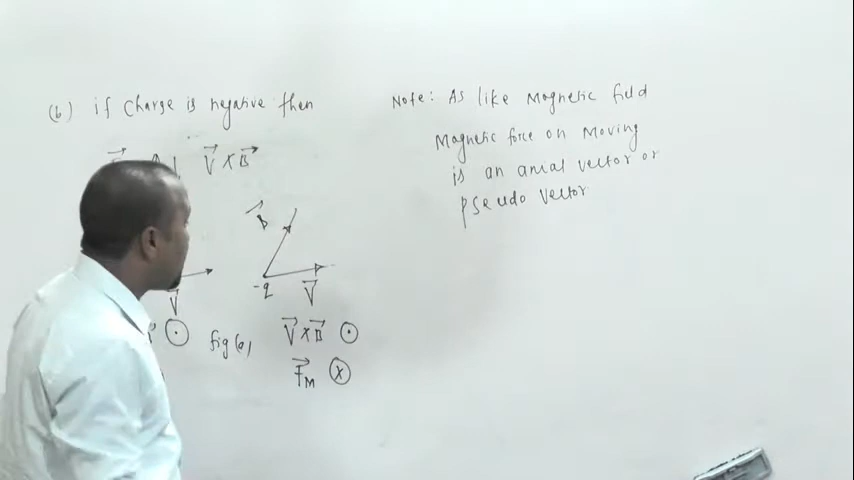 (b) if charge is negative then
V X B
B
-q
V
V
fig(a)
V X B
F_M X
Note: As like Magnetic field
Magnetic force on moving
is an axial vector or
pseudo vector